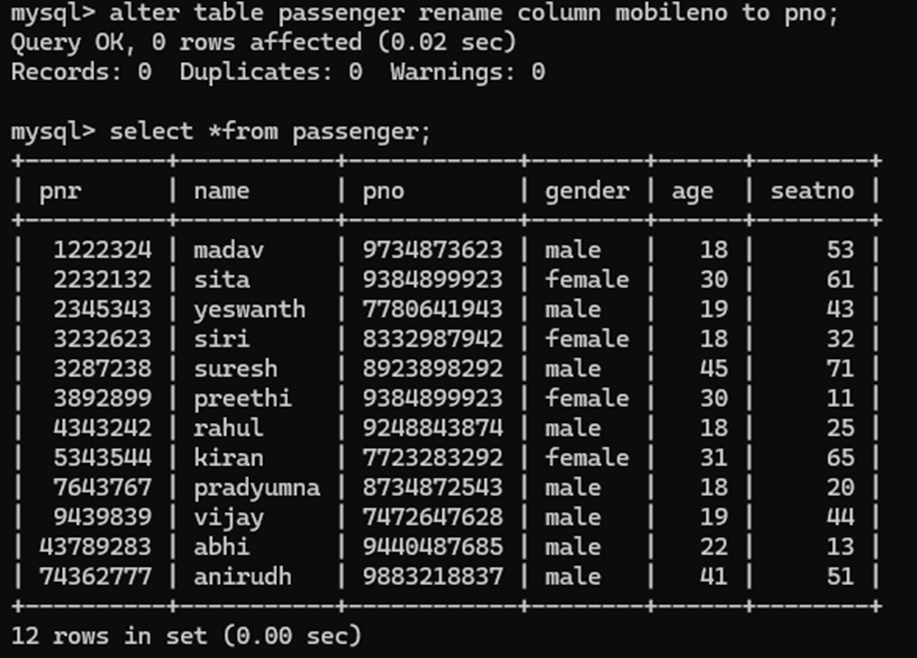 mysql> alter table passenger rename column mobileno to pno;
Query OK, 0 rows affected (0.02 sec)
Records: 0  Duplicates: 0  Warnings: 0
mysql> select *from passenger;
+----------+-----------+------------+--------+------+--------+
| pnr      | name      | pno        | gender | age  | seatno |
+----------+-----------+------------+--------+------+--------+
|  1222324 | madav     | 9734873623 | male   |   18 |     53 |
|  2232132 | sita      | 9384899923 | female |   30 |     61 |
|  2345343 | yeswanth  | 7780641943 | male   |   19 |     43 |
|  3232623 | siri      | 8332987942 | female |   18 |     32 |
|  3287238 | suresh    | 8923898292 | male   |   45 |     71 |
|  3892899 | preethi   | 9384899923 | female |   30 |     11 |
|  4343242 | rahul     | 9248843874 | male   |   18 |     25 |
|  5343544 | kiran     | 7723283292 | female |   31 |     65 |
|  7643767 | pradyumna | 8734872543 | male   |   18 |     20 |
|  9439839 | vijay     | 7472647628 | male   |   19 |     44 |
| 43789283 | abhi      | 9440487685 | male   |   22 |     13 |
| 74362777 | anirudh   | 9883218837 | male   |   41 |     51 |
+----------+-----------+------------+--------+------+--------+
12 rows in set (0.00 sec)